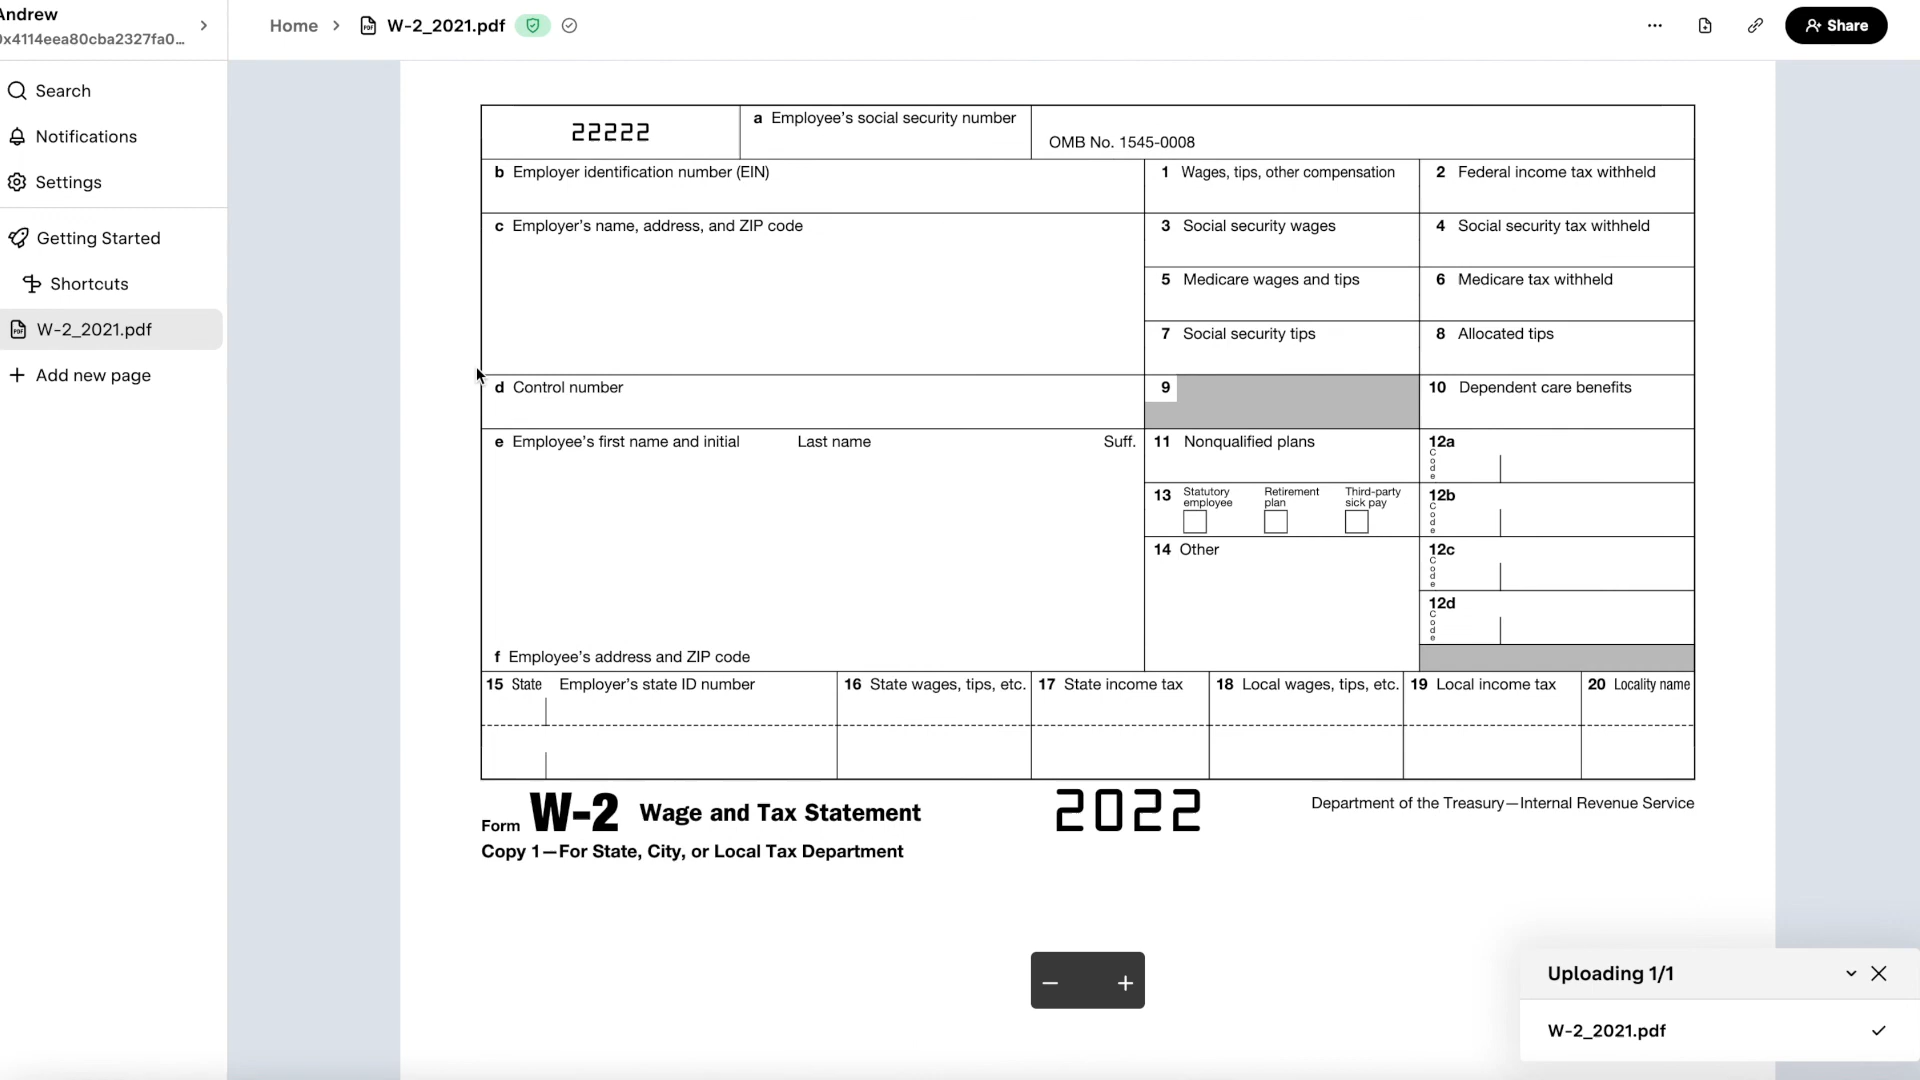 Andrew
0x4114eea80cba2327fa0...
Home
W-2_2021.pdf
Share
Search
Notifications
Settings
Getting Started
Shortcuts
W-2_2021.pdf
Add new page
22222
a Employee's social security number
OMB No. 1545-0008
b Employer identification number (EIN)
1 Wages, tips, other compensation
2 Federal income tax withheld
c Employer's name, address, and ZIP code
3 Social security wages
4 Social security tax withheld
5 Medicare wages and tips
6 Medicare tax withheld
7 Social security tips
8 Allocated tips
d Control number
9
10 Dependent care benefits
e Employee's first name and initial Last name Suff.
11 Nonqualified plans
12a
Code
13 Statutory employee Retirement plan Third-party sick pay
12b
Code
14 Other
12c
Code
12d
Code
f Employee's address and ZIP code
15 State Employer's state ID number
16 State wages, tips, etc.
17 State income tax
18 Local wages, tips, etc.
19 Local income tax
20 Locality name
Form W-2 Wage and Tax Statement
2022
Department of the Treasury—Internal Revenue Service
Copy 1—For State, City, or Local Tax Department
Uploading 1/1
W-2_2021.pdf